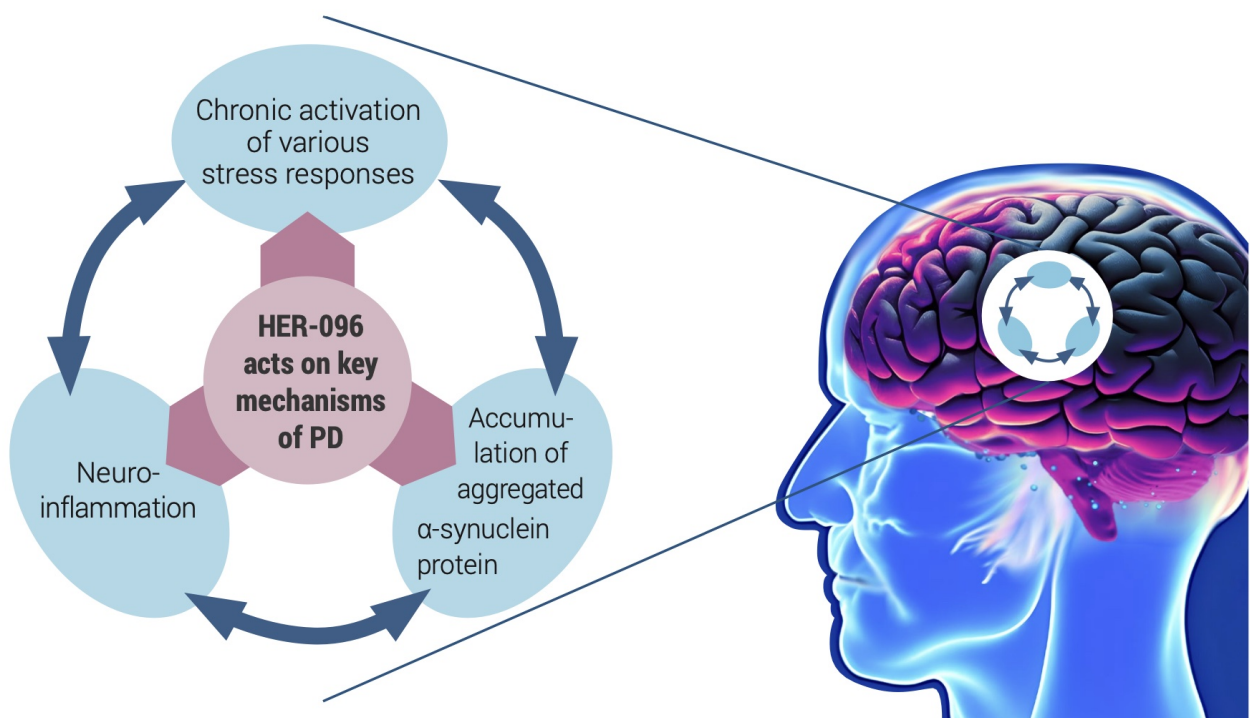 Chronic activation
of various
stress responses
HER-096
acts on key
mechanisms
of PD
Neuro-
inflammation
Accumu-
lation of
aggregated
α-synuclein
protein